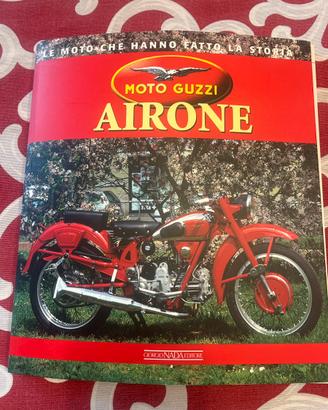 LE MOTO CHE HANNO FATTO LA STORIA
MOTO GUZZI
AIRONE
GIORGIO NADA EDITORE